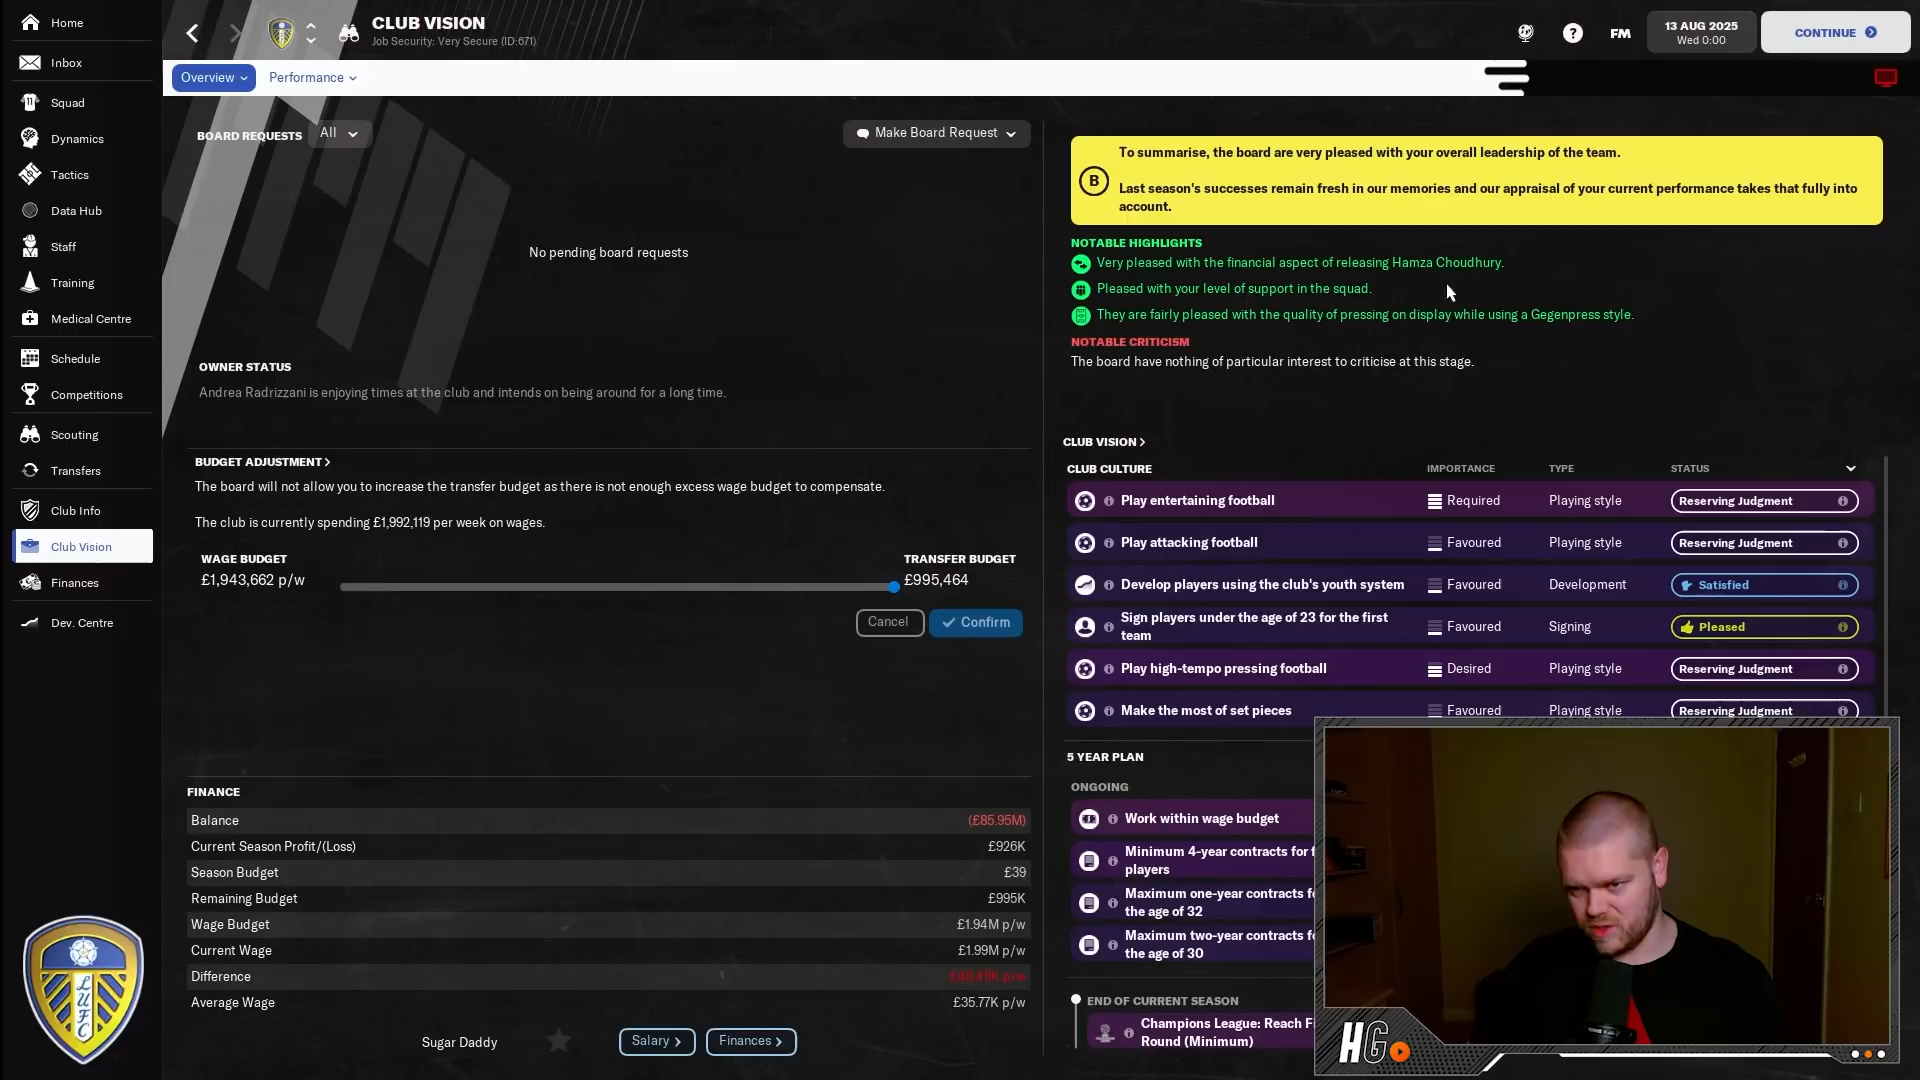 Home
Inbox
Squad
Dynamics
Tactics
Data Hub
Staff
Training
Medical Centre
Schedule
Competitions
Scouting
Transfers
Club Info
Club Vision
Finances
Dev. Centre
LUFC
CLUB VISION
Job Security: Very Secure (ID:671)
?
FM
13 AUG 2025
Wed 0:00
CONTINUE
Overview
Performance
BOARD REQUESTS
All
Make Board Request
No pending board requests
OWNER STATUS
Andrea Radrizzani is enjoying times at the club and intends on being around for a long time.
BUDGET ADJUSTMENT >
The board will not allow you to increase the transfer budget as there is not enough excess wage budget to compensate.
The club is currently spending £1,992,119 per week on wages.
WAGE BUDGET
£1,943,662 p/w
TRANSFER BUDGET
£995,464
Cancel
Confirm
FINANCE
Balance (£85.95M)
Current Season Profit/(Loss) £926K
Season Budget £39
Remaining Budget £995K
Wage Budget £1.94M p/w
Current Wage £1.99M p/w
Difference p/w
Average Wage £35.77K p/w
Sugar Daddy
Salary >
Finances >
B
To summarise, the board are very pleased with your overall leadership of the team.
Last season's successes remain fresh in our memories and our appraisal of your current performance takes that fully into
account.
NOTABLE HIGHLIGHTS
Very pleased with the financial aspect of releasing Hamza Choudhury.
Pleased with your level of support in the squad.
They are fairly pleased with the quality of pressing on display while using a Gegenpress style.
NOTABLE CRITICISM
The board have nothing of particular interest to criticise at this stage.
CLUB VISION >
CLUB CULTURE IMPORTANCE TYPE STATUS
Play entertaining football Required Playing style Reserving Judgment
Play attacking football Favoured Playing style Reserving Judgment
Develop players using the club's youth system Favoured Development Satisfied
Sign players under the age of 23 for the first
team Favoured Signing Pleased
Play high-tempo pressing football Desired Playing style Reserving Judgment
Make the most of set pieces Favoured Playing style Reserving Judgment
5 YEAR PLAN
ONGOING
Work within wage budget
Minimum 4-year contracts for f
players
Maximum one-year contracts fo
the age of 32
Maximum two-year contracts fo
the age of 30
END OF CURRENT SEASON
Champions League: Reach F
Round (Minimum)
HG